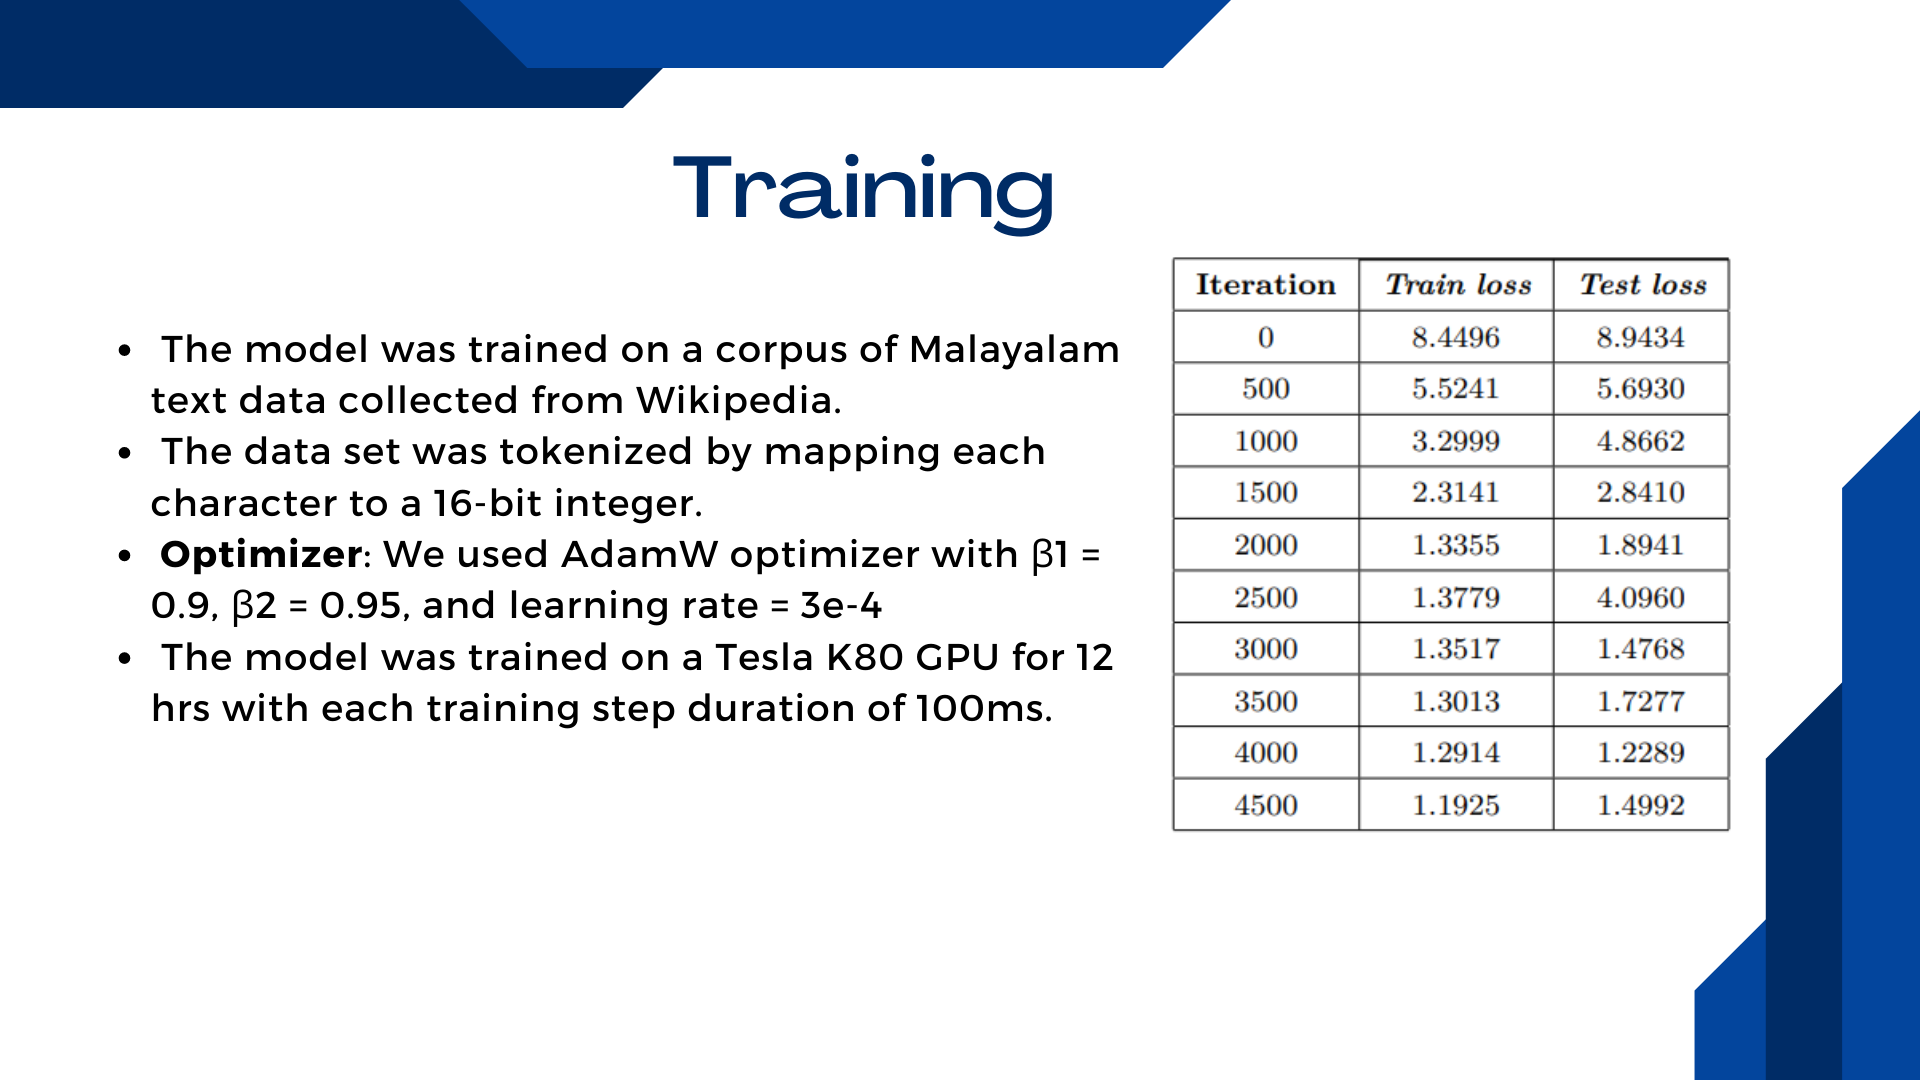 Training
• The model was trained on a corpus of Malayalam
text data collected from Wikipedia.
• The data set was tokenized by mapping each
character to a 16-bit integer.
• Optimizer: We used AdamW optimizer with β1 =
0.9, β2 = 0.95, and learning rate = 3e-4
• The model was trained on a Tesla K80 GPU for 12
hrs with each training step duration of 100ms.
Iteration Train loss Test loss
0 8.4496 8.9434
500 5.5241 5.6930
1000 3.2999 4.8662
1500 2.3141 2.8410
2000 1.3355 1.8941
2500 1.3779 4.0960
3000 1.3517 1.4768
3500 1.3013 1.7277
4000 1.2914 1.2289
4500 1.1925 1.4992